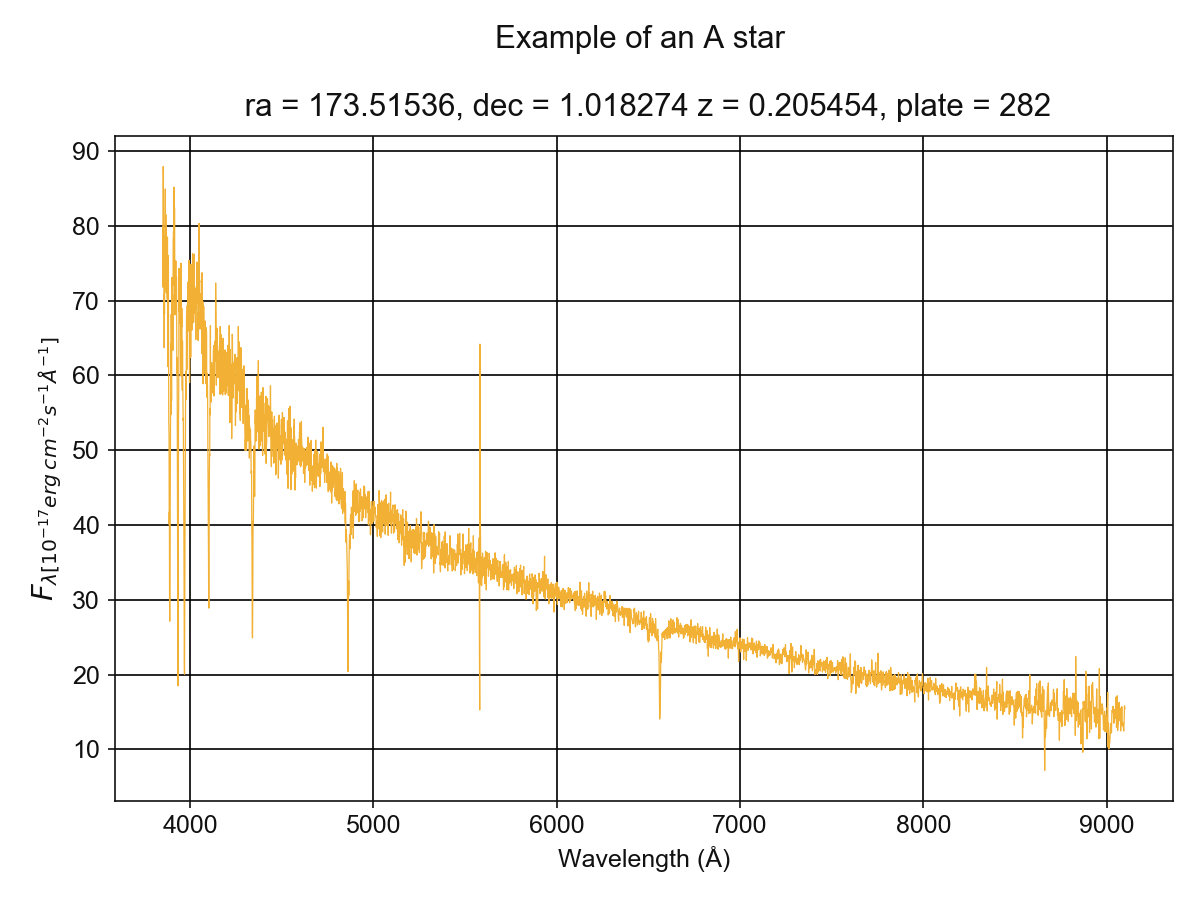 Example of an A star
ra = 173.51536, dec = 1.018274 z = 0.205454, plate = 282
90
80
70
60
50
40
30
20
10
F_{λ[10^{−17}erg cm^{−2}s^{−1}Å^{−1}]}
4000 5000 6000 7000 8000 9000
Wavelength (Å)